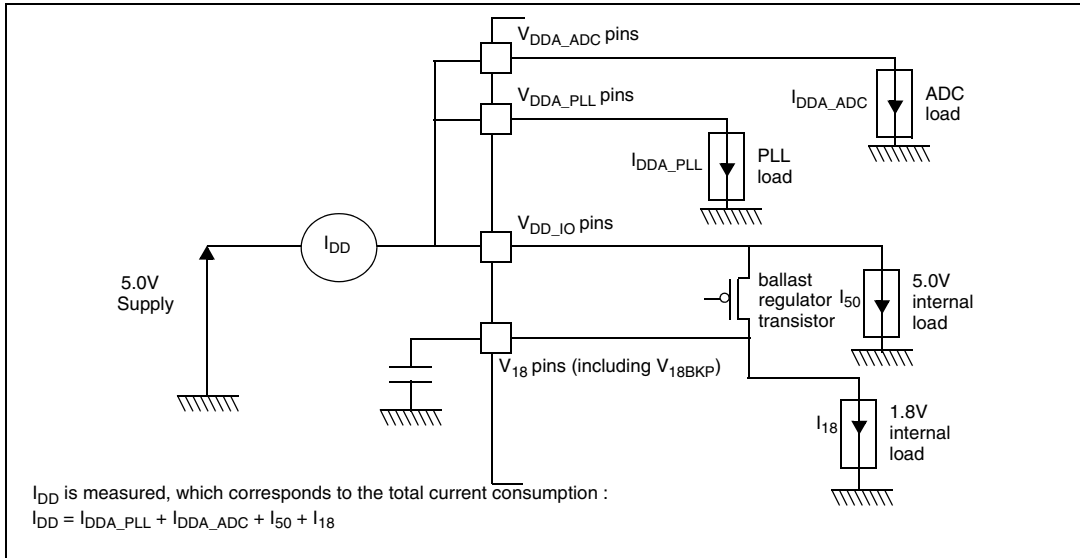 V_DDA_ADC pins
V_DDA_PLL pins
I_DDA_ADC
ADC
load
I_DDA_PLL
PLL
load
V_DD_IO pins
I_DD
5.0V
Supply
ballast
regulator
transistor
I_50
5.0V
internal
load
V_18 pins (including V_18BKP)
I_18
1.8V
internal
load
I_DD is measured, which corresponds to the total current consumption :
I_DD = I_DDA_PLL + I_DDA_ADC + I_50 + I_18